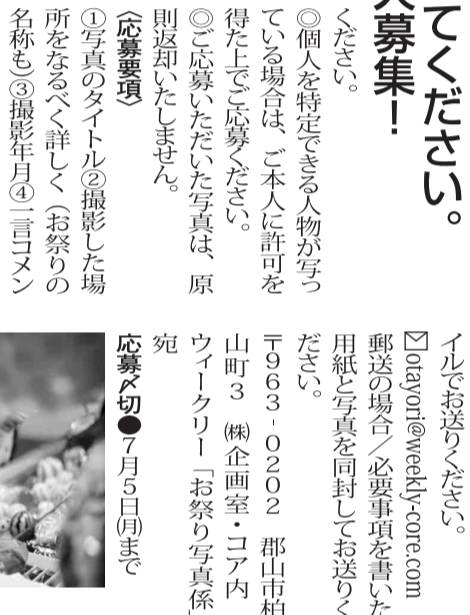 てください。
募集！
ください。
◎個人を特定できる人物が写っ
ている場合は、ご本人に許可を
得た上でご応募ください。
◎ご応募いただいた写真は、原
則返却いたしません。
〈応募要項〉
①写真のタイトル②撮影した場
所をなるべく詳しく（お祭りの
名称も）③撮影年月④一言コメン
イルでお送りください。
✉otayori@weekly-core.com
郵送の場合／必要事項を書いた
用紙と写真を同封してお送りく
ださい。
〒963-0202　郡山市柏
山町3　㈱企画室・コア内
ウィークリー「お祭り写真係」
宛
応募〆切●7月5日㈪まで